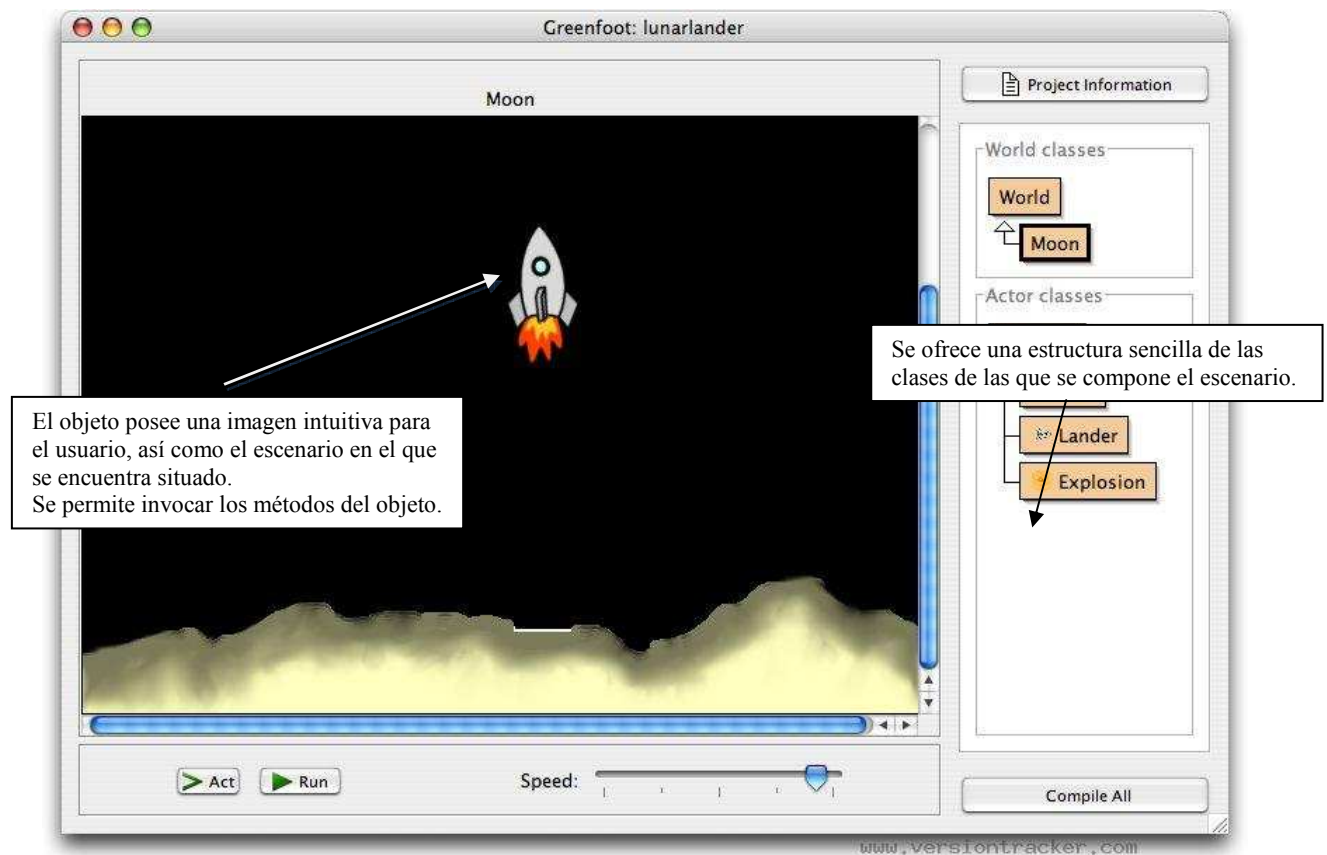 Greenfoot: lunarlander
Moon
Project Information
World classes
World
Moon
Actor classes
Se ofrece una estructura sencilla de las
clases de las que se compone el escenario.
El objeto posee una imagen intuitiva para
el usuario, así como el escenario en el que
se encuentra situado.
Se permite invocar los métodos del objeto.
Lander
Explosion
Act
Run
Speed:
Compile All
www.versiontracker.com